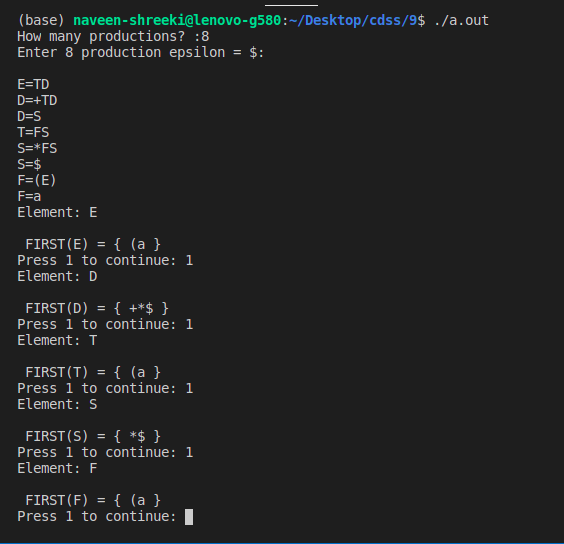 (base) naveen-shreeki@lenovo-g580:~/Desktop/cdss/9$ ./a.out
How many productions? :8
Enter 8 production epsilon = $:
E=TD
D=+TD
D=S
T=FS
S=*FS
S=$
F=(E)
F=a
Element: E
FIRST(E) = { (a }
Press 1 to continue: 1
Element: D
FIRST(D) = { +*$ }
Press 1 to continue: 1
Element: T
FIRST(T) = { (a }
Press 1 to continue: 1
Element: S
FIRST(S) = { *$ }
Press 1 to continue: 1
Element: F
FIRST(F) = { (a }
Press 1 to continue: